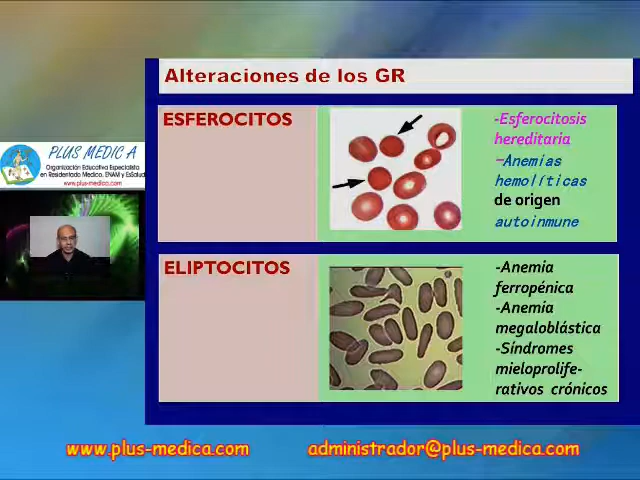 Alteraciones de los GR
ESFEROCITOS
-Esferocitosis
hereditaria
-Anemias
hemolíticas
de origen
autoinmune
PLUS MEDIC A
Organización Educativa Especialista
en Residentado Medico, ENAM y EsSalud
www.plus-medica.com
ELIPTOCITOS
-Anemia
ferropénica
-Anemia
megaloblástica
-Síndromes
mieloprolife-
rativos crónicos
www.plus-medica.com
administrador@plus-medica.com